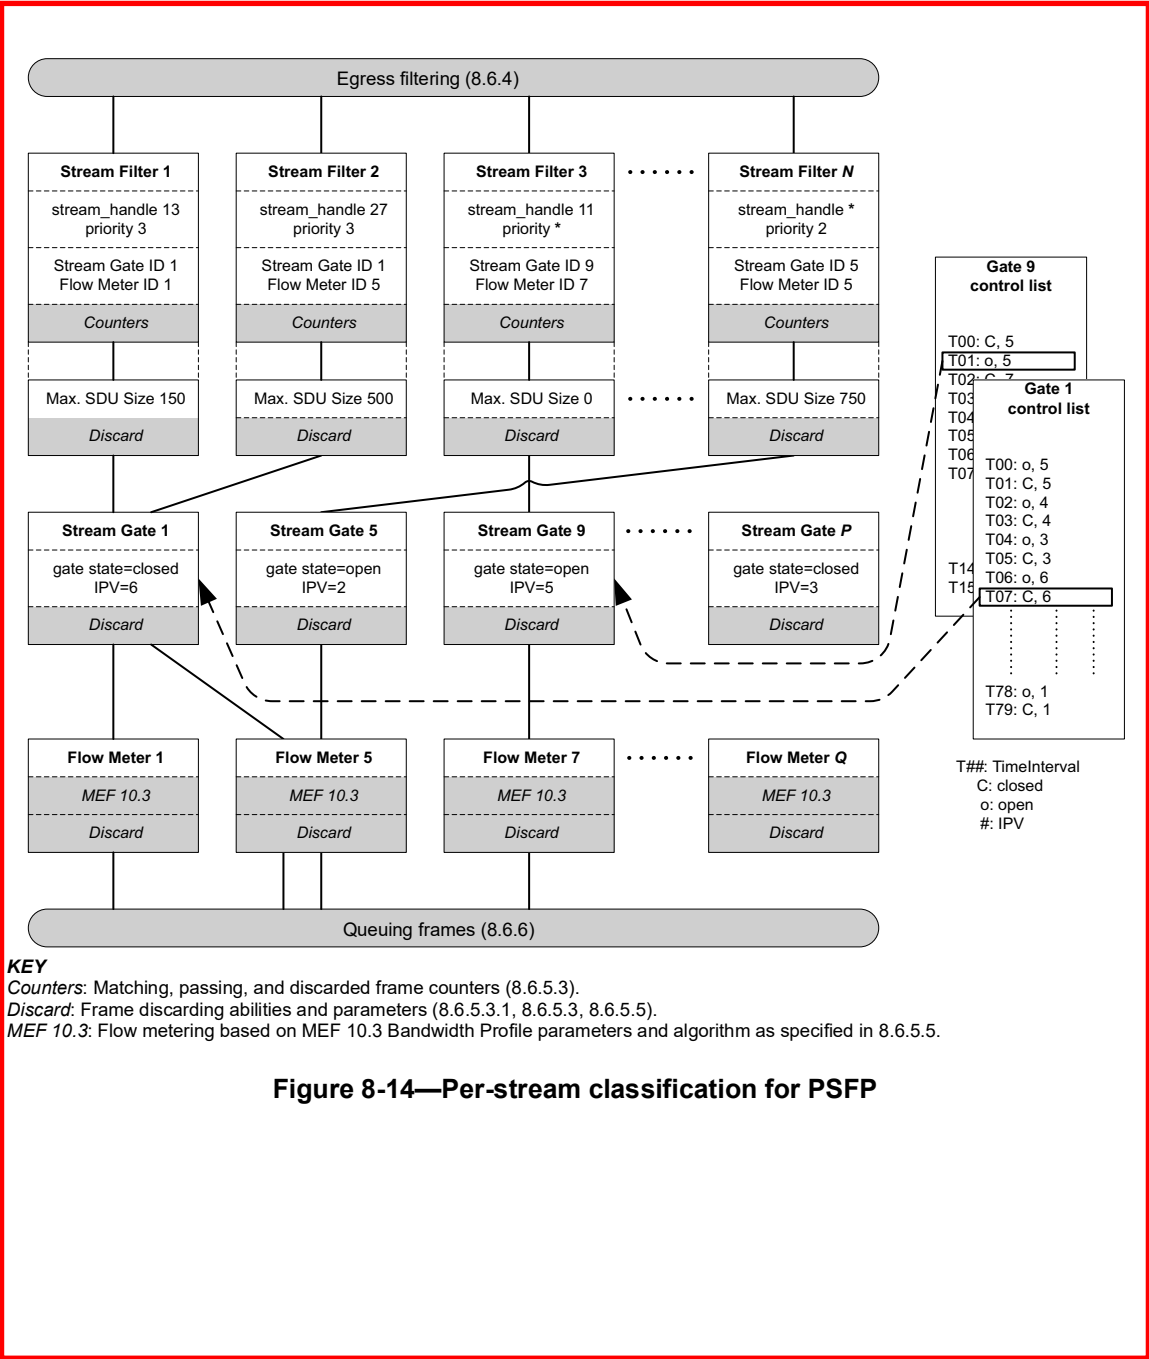 Egress filtering (8.6.4)
Stream Filter 1
stream_handle 13
priority 3
Stream Gate ID 1
Flow Meter ID 1
Counters
Max. SDU Size 150
Discard
Stream Filter 2
stream_handle 27
priority 3
Stream Gate ID 1
Flow Meter ID 5
Counters
Max. SDU Size 500
Discard
Stream Filter 3
stream_handle 11
priority *
Stream Gate ID 9
Flow Meter ID 7
Counters
Max. SDU Size 0
Discard
Stream Filter N
stream_handle *
priority 2
Stream Gate ID 5
Flow Meter ID 5
Counters
Max. SDU Size 750
Discard
Stream Gate 1
gate state=closed
IPV=6
Discard
Stream Gate 5
gate state=open
IPV=2
Discard
Stream Gate 9
gate state=open
IPV=5
Discard
Stream Gate P
gate state=closed
IPV=3
Discard
Flow Meter 1
MEF 10.3
Discard
Flow Meter 5
MEF 10.3
Discard
Flow Meter 7
MEF 10.3
Discard
Flow Meter Q
MEF 10.3
Discard
Queuing frames (8.6.6)
Gate 9
control list
T00: C, 5
T01: o, 5
T02: C, 7
T03
T04
T05
T06
T07
T14
T15
Gate 1
control list
T00: o, 5
T01: C, 5
T02: o, 4
T03: C, 4
T04: o, 3
T05: C, 3
T06: o, 6
T07: C, 6
T78: o, 1
T79: C, 1
T##: TimeInterval
C: closed
o: open
#: IPV
KEY
Counters: Matching, passing, and discarded frame counters (8.6.5.3).
Discard: Frame discarding abilities and parameters (8.6.5.3.1, 8.6.5.3, 8.6.5.5).
MEF 10.3: Flow metering based on MEF 10.3 Bandwidth Profile parameters and algorithm as specified in 8.6.5.5.
Figure 8-14—Per-stream classification for PSFP